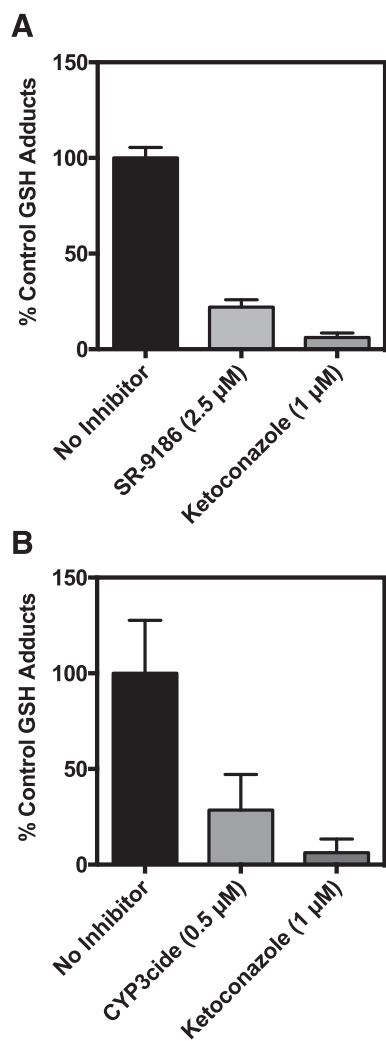 A
% Control GSH Adducts
150
100
50
0
No Inhibitor
SR-9186 (2.5 µM)
Ketoconazole (1 µM)
B
% Control GSH Adducts
150
100
50
0
No Inhibitor
CYP3cide (0.5 µM)
Ketoconazole (1 µM)